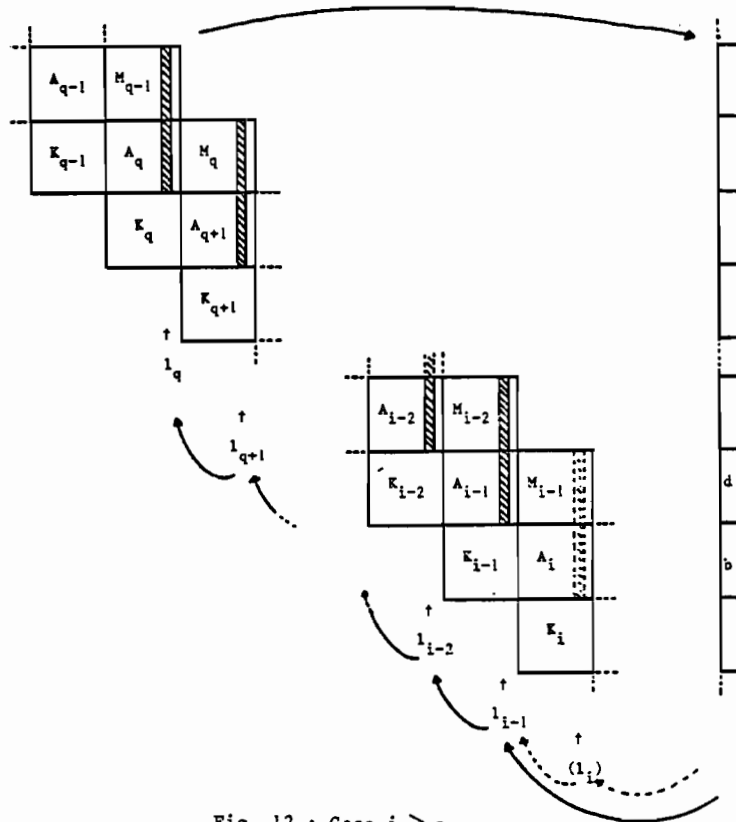 A_{q-1} M_{q-1}
K_{q-1} A_q M_q
K_q A_{q+1}
K_{q+1}
↑
l_q
↑
l_{q+1}
A_{i-2} M_{i-2}
K_{i-2} A_{i-1} M_{i-1} d
K_{i-1} A_i b
K_i
↑
l_{i-2}
↑
l_{i-1}
↑
(l_i)
Fig. 12 : Case i >